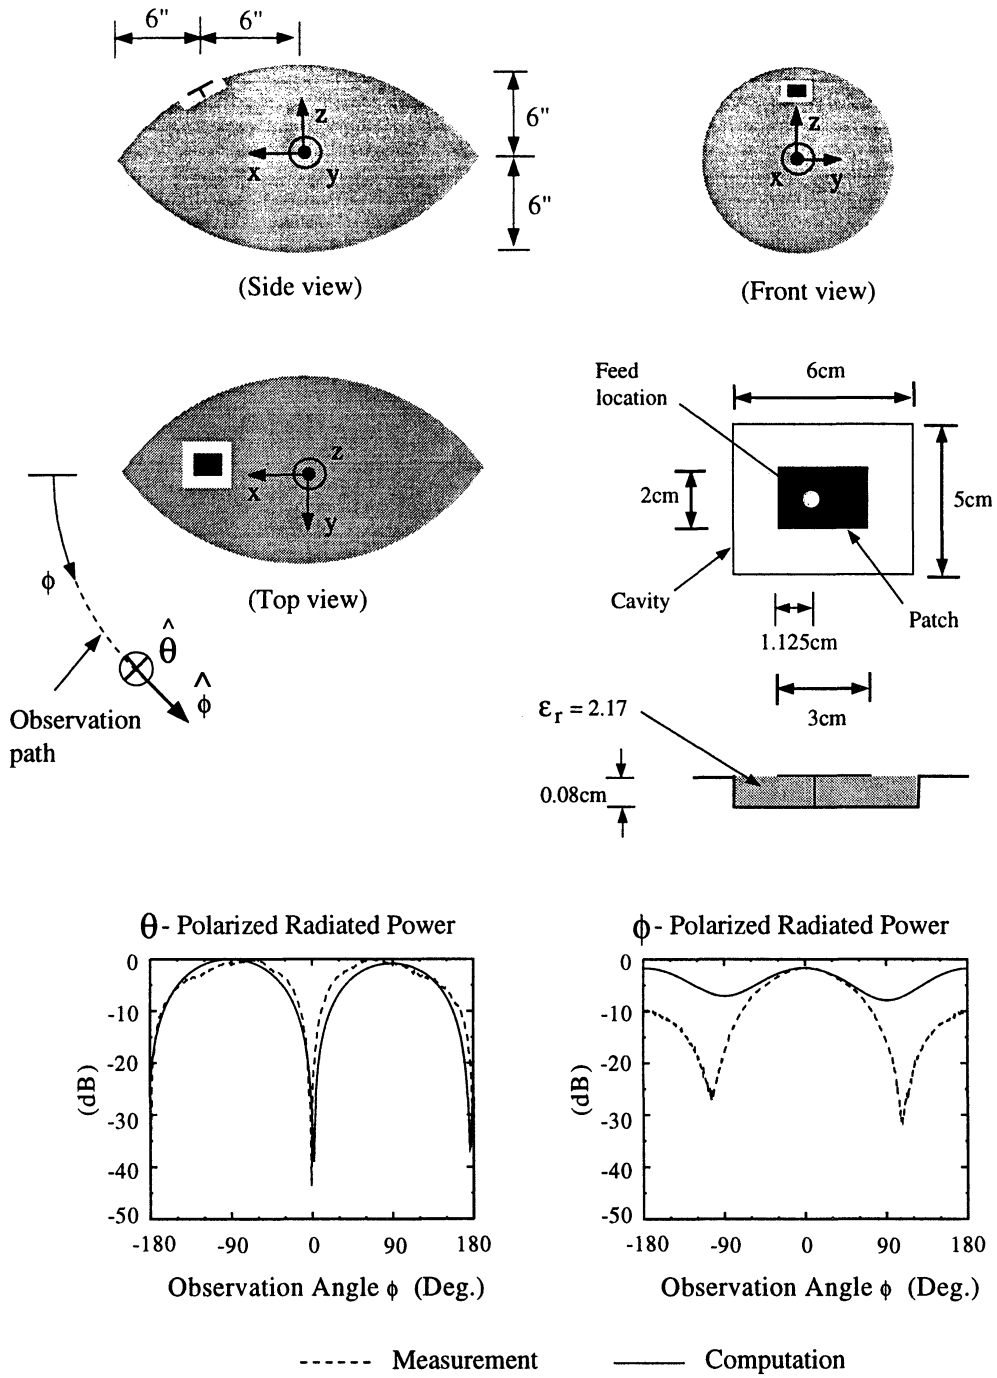 6" 6"
z
x
y
6"
6"
(Side view)
z
x
y
(Front view)
z
x
y
(Top view)
ϕ
θ̂
ϕ̂
Observation
path
Feed
location
6cm
2cm
5cm
Cavity
Patch
1.125cm
3cm
εr = 2.17
0.08cm
θ - Polarized Radiated Power
0
-10
-20
-30
-40
-50
(dB)
-180 -90 0 90 180
Observation Angle ϕ (Deg.)
ϕ - Polarized Radiated Power
0
-10
-20
-30
-40
-50
(dB)
-180 -90 0 90 180
Observation Angle ϕ (Deg.)
Measurement
Computation